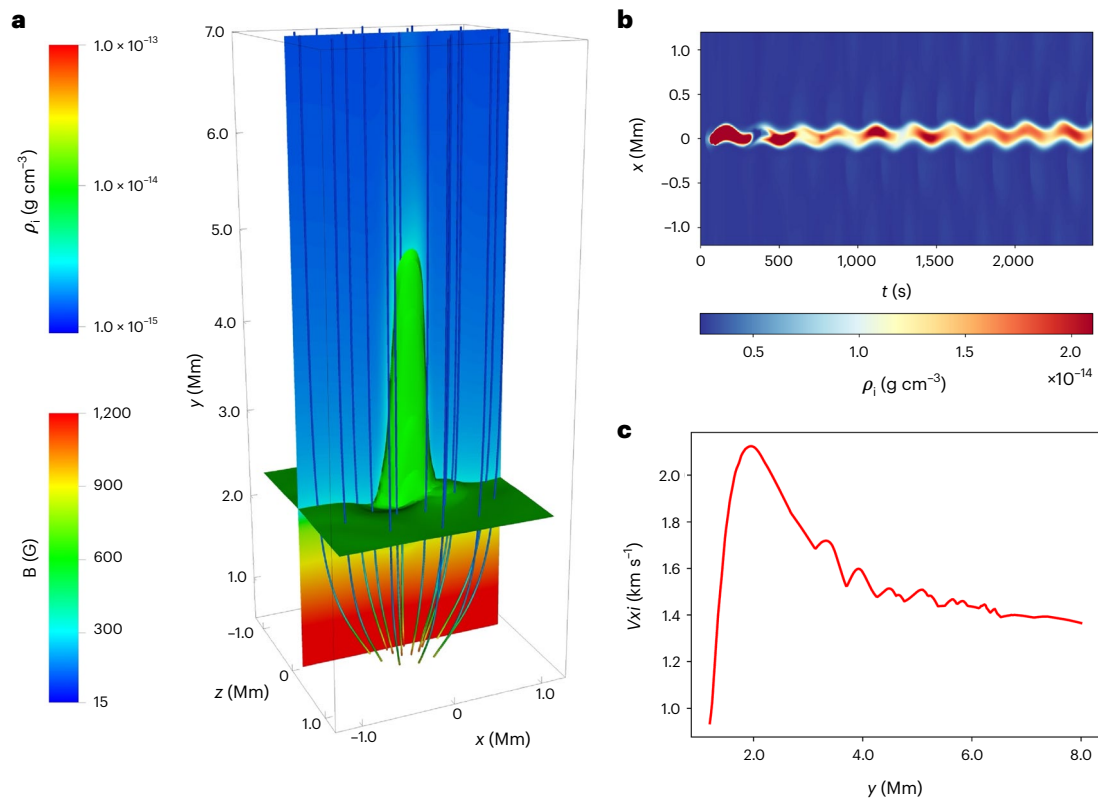 a
1.0 × 10⁻¹³
1.0 × 10⁻¹⁴
1.0 × 10⁻¹⁵
ρᵢ (g cm⁻³)
1,200
900
600
300
15
B (G)
7.0
6.0
5.0
4.0
3.0
2.0
1.0
y (Mm)
–1.0
0
1.0
z (Mm)
–1.0
0
1.0
x (Mm)
b
1.0
0.5
0
–0.5
–1.0
x (Mm)
0
500
1,000
1,500
2,000
t (s)
0.5
1.0
1.5
2.0
×10⁻¹⁴
ρᵢ (g cm⁻³)
c
2.0
1.8
1.6
1.4
1.2
1.0
Vxi (km s⁻¹)
2.0
4.0
6.0
8.0
y (Mm)